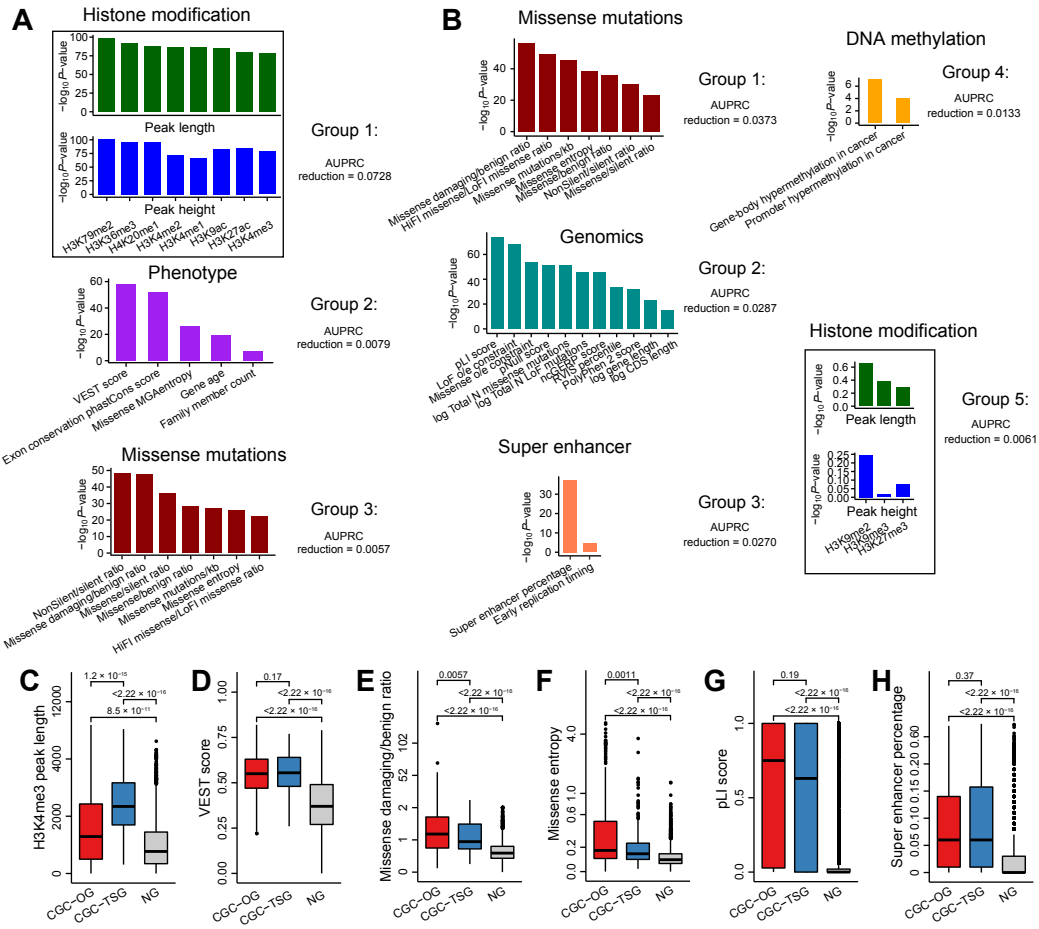 A
Histone modification
−log10 P−value
100
75
50
25
0
Peak length
−log10 P−value
100
75
50
25
0
Peak height
H3K79me2
H3K36me3
H4K20me1
H3K4me2
H3K4me1
H3K9ac
H3K27ac
H3K4me3
Group 1:
AUPRC
reduction = 0.0728
Phenotype
−log10 P−value
60
40
20
0
VEST score
Exon conservation phastCons score
Missense MGAentropy
Gene age
Family member count
Group 2:
AUPRC
reduction = 0.0079
Missense mutations
−log10 P−value
50
40
30
20
10
0
NonSilent/silent ratio
Missense damaging/benign ratio
Missense/silent ratio
Missense/benign ratio
Missense mutations/kb
Missense entropy
HiFI missense/LoFI missense ratio
Group 3:
AUPRC
reduction = 0.0057
B
Missense mutations
−log10 P−value
40
20
0
Missense damaging/benign ratio
HiFI missense/LoFI missense ratio
Missense mutations/kb
Missense entropy
Missense/benign ratio
NonSilent/silent ratio
Missense/silent ratio
Group 1:
AUPRC
reduction = 0.0373
Genomics
−log10 P−value
80
60
40
20
0
pLI score
LoF o/e constraint
Missense o/e constraint
pNull score
log Total N missense mutations
log Total N LoF mutations
ncGERP score
RVIS percentile
PolyPhen 2 score
log gene length
log CDS length
Group 2:
AUPRC
reduction = 0.0287
Super enhancer
−log10 P−value
30
20
10
0
Super enhancer percentage
Early replication timing
Group 3:
AUPRC
reduction = 0.0270
DNA methylation
−log10 P−value
6
4
2
0
Gene−body hypermethylation in cancer
Promoter hypermethylation in cancer
Group 4:
AUPRC
reduction = 0.0133
Histone modification
−log10 P−value
0.6
0.4
0.2
0.0
Peak length
−log10 P−value
0.25
0.20
0.15
0.10
0.05
0.00
Peak height
H3K9me2
H3K9me3
H3K27me3
Group 5:
AUPRC
reduction = 0.0061
C
H3K4me3 peak length
12000
8000
4000
0
1.2 × 10−15
<2.22 × 10−16
8.5 × 10−11
CGC−OG
CGC−TSG
NG
D
VEST score
1.00
0.75
0.50
0.25
0.00
0.17
<2.22 × 10−16
<2.22 × 10−16
CGC−OG
CGC−TSG
NG
E
Missense damaging/benign ratio
102
52
2
1
0
0.0057
<2.22 × 10−16
<2.22 × 10−16
CGC−OG
CGC−TSG
NG
F
Missense entropy
4.0
1.0
0.6
0.2
0.0
0.0011
<2.22 × 10−16
<2.22 × 10−16
CGC−OG
CGC−TSG
NG
G
pLI score
1.0
0.5
0.0
0.19
<2.22 × 10−16
<2.22 × 10−16
CGC−OG
CGC−TSG
NG
H
Super enhancer percentage
0.60
0.20
0.15
0.10
0.05
0.00
0.37
<2.22 × 10−16
<2.22 × 10−16
CGC−OG
CGC−TSG
NG